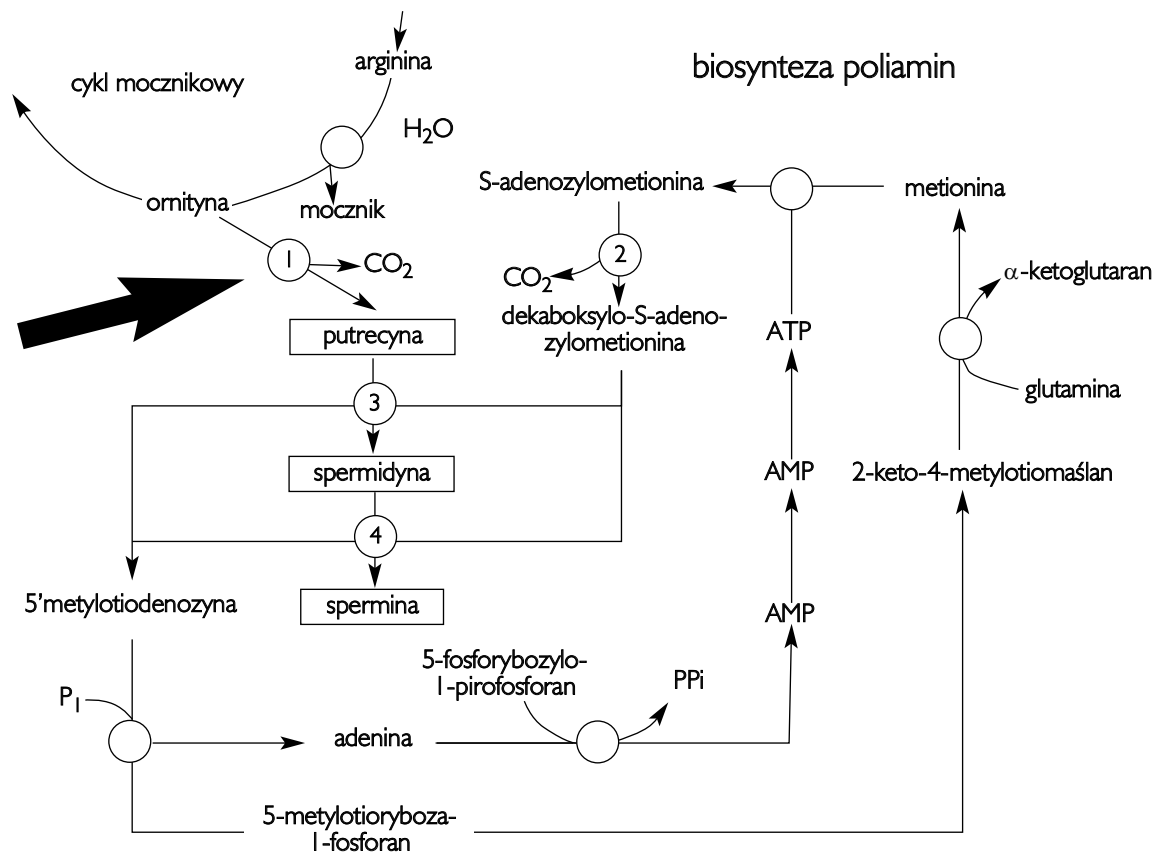 arginina
biosynteza poliamin
cykl mocznikowy
H2O
S-adenozylometionina
metionina
ornityna
mocznik
1
CO2
2
CO2
α-ketoglutaran
dekaboksylo-S-adeno-
zylometionina
putrecyna
ATP
glutamina
3
spermidyna
AMP
2-keto-4-metylotiomaślan
4
5'metylotiodenozyna
spermina
AMP
5-fosforybozylo-
1-pirofosforan
PPi
P1
adenina
5-metylotioryboza-
1-fosforan